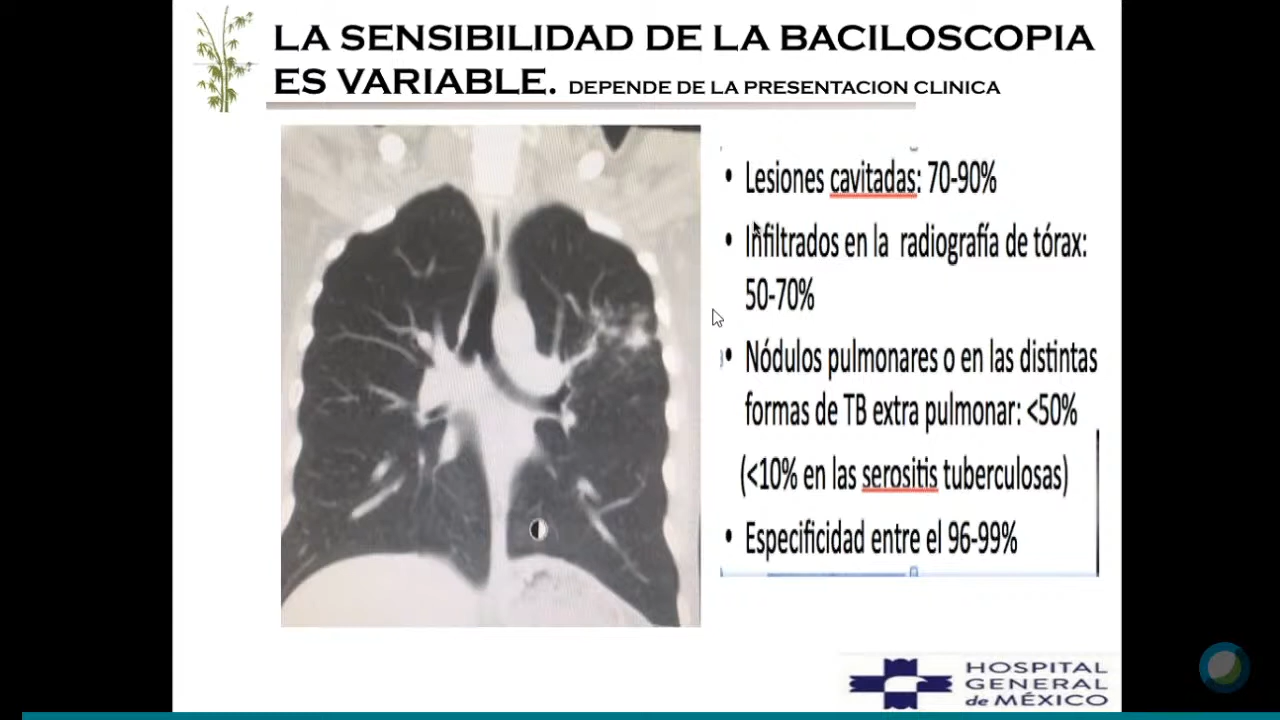 LA SENSIBILIDAD DE LA BACILOSCOPIA
ES VARIABLE. DEPENDE DE LA PRESENTACION CLINICA
• Lesiones cavitadas: 70-90%
• Infiltrados en la radiografía de tórax:
50-70%
• Nódulos pulmonares o en las distintas
formas de TB extra pulmonar: <50%
(<10% en las serositis tuberculosas)
• Especificidad entre el 96-99%
HOSPITAL
GENERAL
de MÉXICO